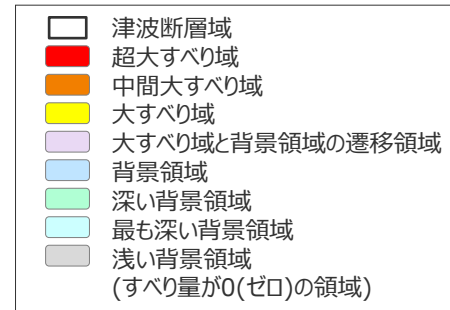 津波断層域
超大すべり域
中間大すべり域
大すべり域
大すべり域と背景領域の遷移領域
背景領域
深い背景領域
最も深い背景領域
浅い背景領域
(すべり量が0(ゼロ)の領域)